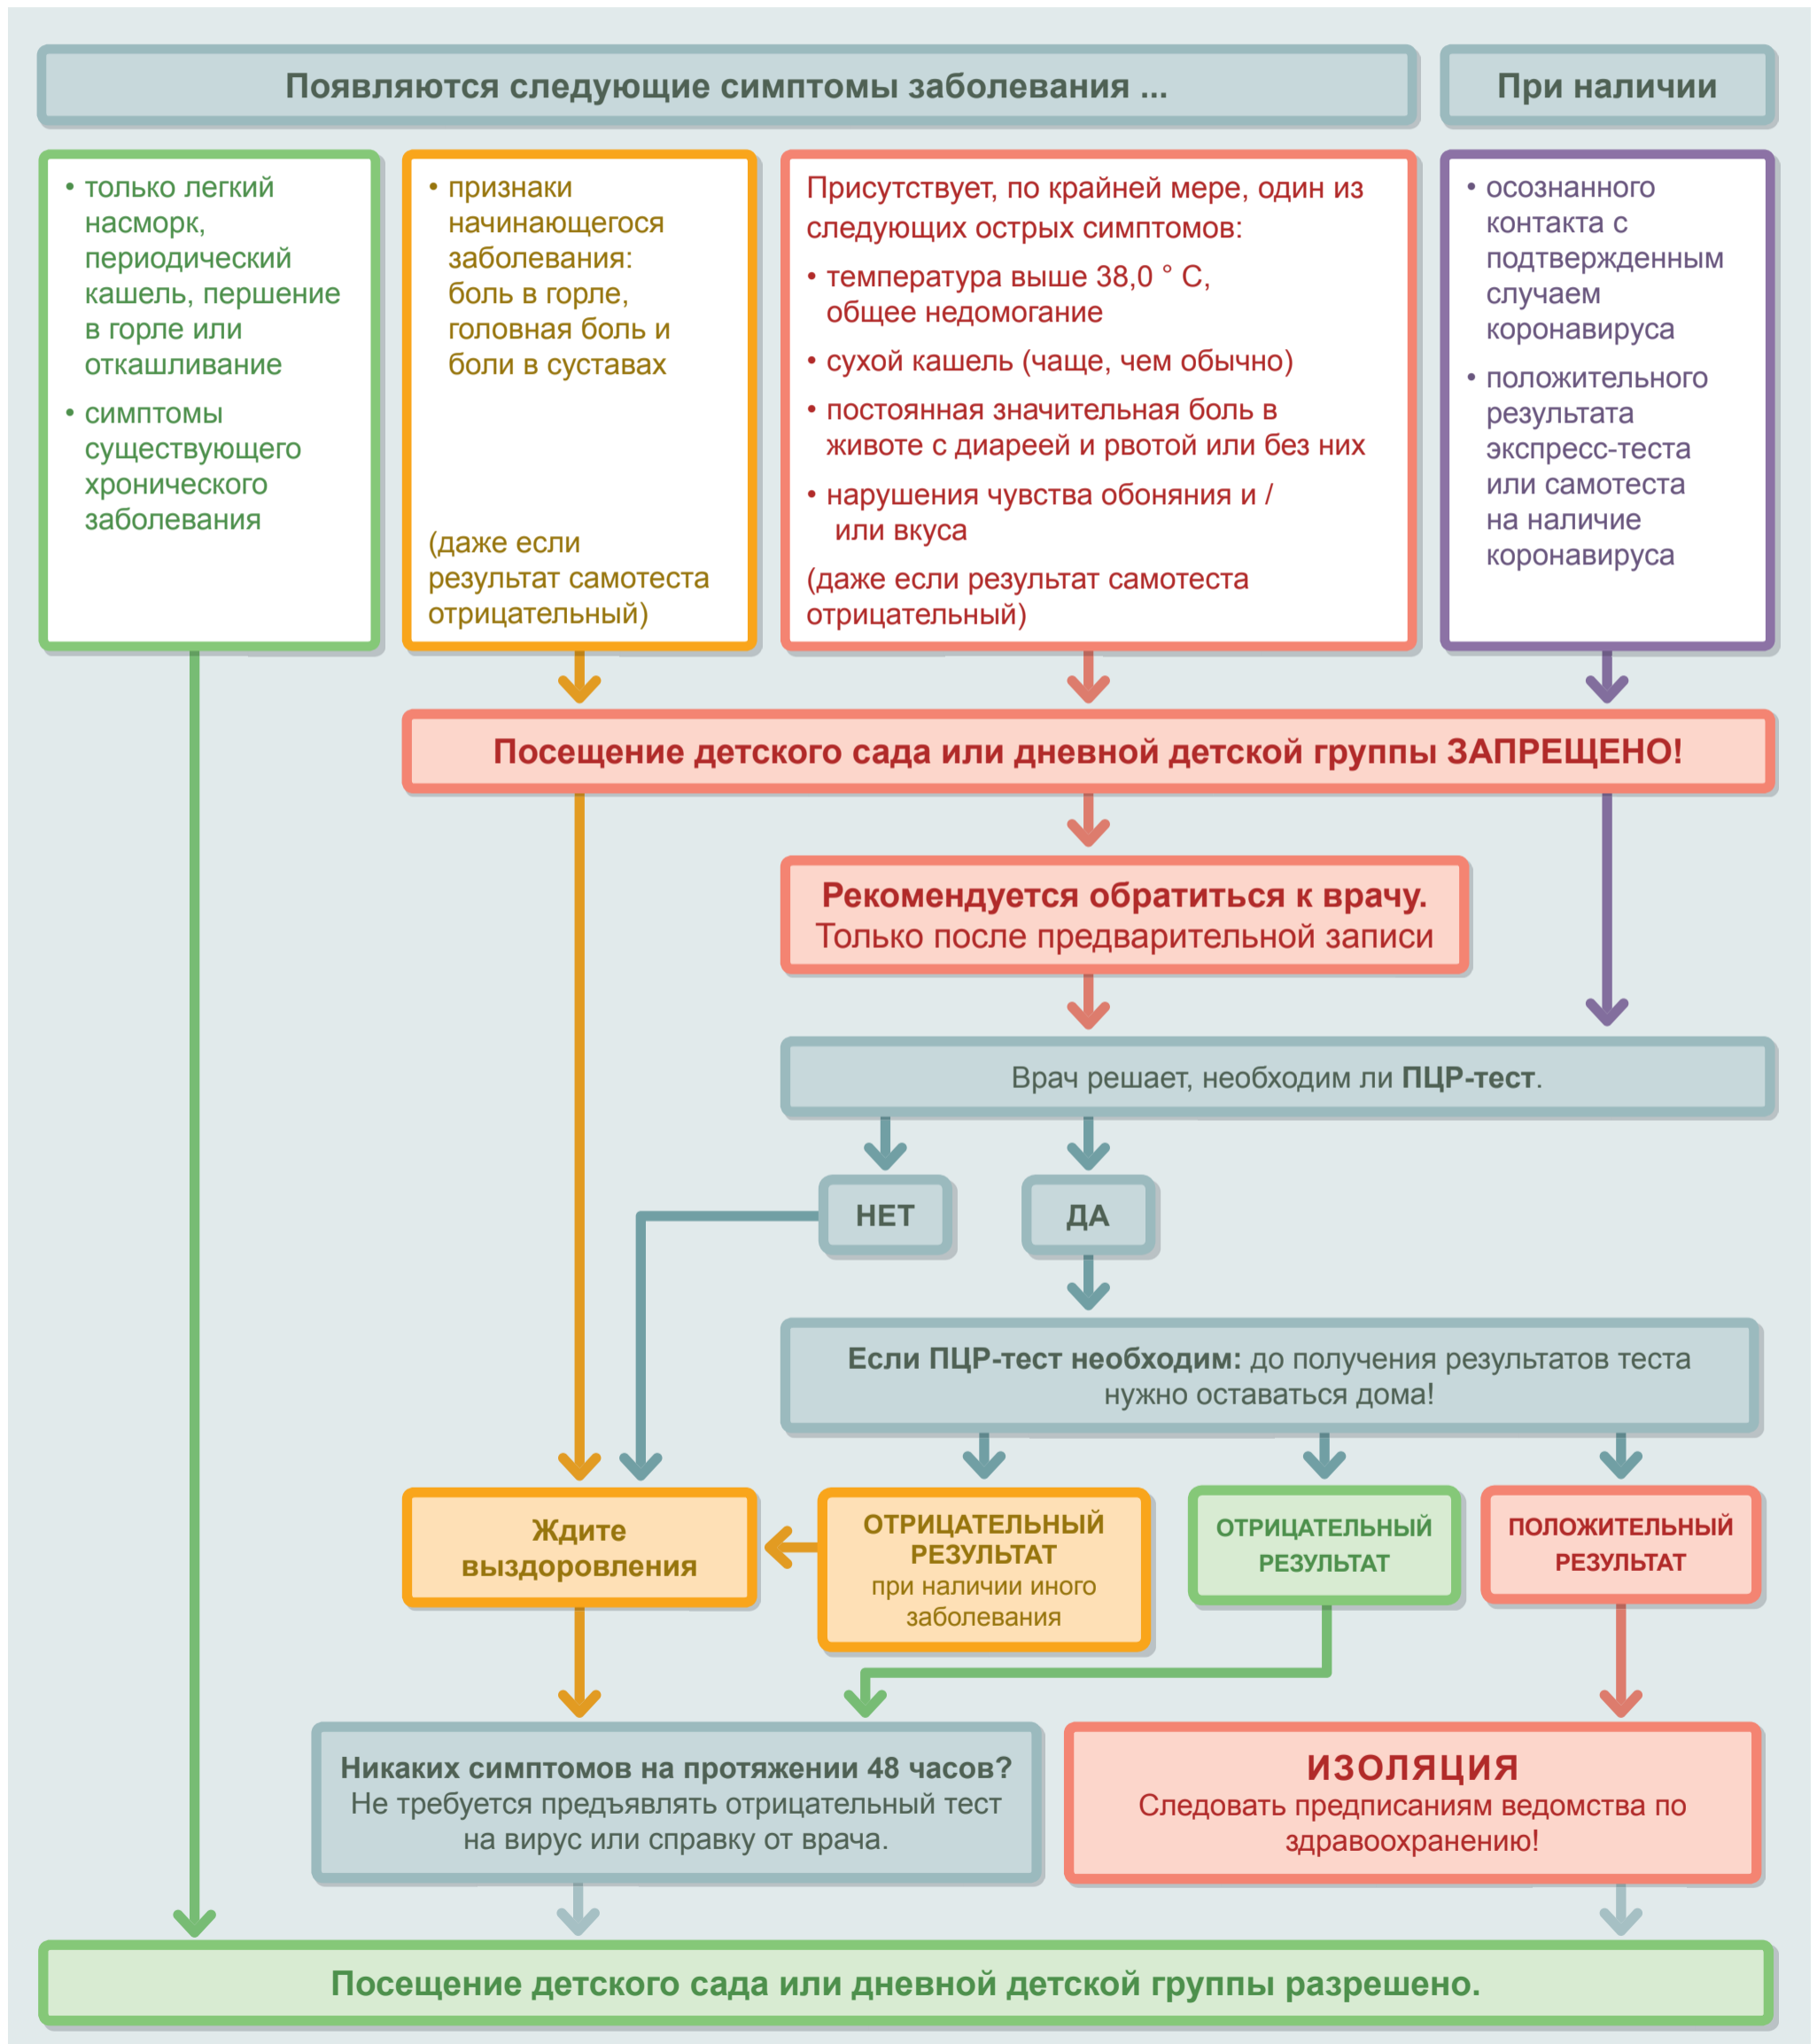 Появляются следующие симптомы заболевания ...
При наличии
• только легкий
насморк,
периодический
кашель, першение
в горле или
откашливание
• симптомы
существующего
хронического
заболевания
• признаки
начинающегося
заболевания:
боль в горле,
головная боль и
боли в суставах
(даже если
результат самотеста
отрицательный)
Присутствует, по крайней мере, один из
следующих острых симптомов:
• температура выше 38,0 ° C,
общее недомогание
• сухой кашель (чаще, чем обычно)
• постоянная значительная боль в
животе с диареей и рвотой или без них
• нарушения чувства обоняния и /
или вкуса
(даже если результат самотеста
отрицательный)
• осознанного
контакта с
подтвержденным
случаем
коронавируса
• положительного
результата
экспресс-теста
или самотеста
на наличие
коронавируса
Посещение детского сада или дневной детской группы ЗАПРЕЩЕНО!
Рекомендуется обратиться к врачу.
Только после предварительной записи
Врач решает, необходим ли ПЦР-тест.
НЕТ
ДА
Если ПЦР-тест необходим: до получения результатов теста
нужно оставаться дома!
Ждите
выздоровления
ОТРИЦАТЕЛЬНЫЙ
РЕЗУЛЬТАТ
при наличии иного
заболевания
ОТРИЦАТЕЛЬНЫЙ
РЕЗУЛЬТАТ
ПОЛОЖИТЕЛЬНЫЙ
РЕЗУЛЬТАТ
Никаких симптомов на протяжении 48 часов?
Не требуется предъявлять отрицательный тест
на вирус или справку от врача.
ИЗОЛЯЦИЯ
Следовать предписаниям ведомства по
здравоохранению!
Посещение детского сада или дневной детской группы разрешено.